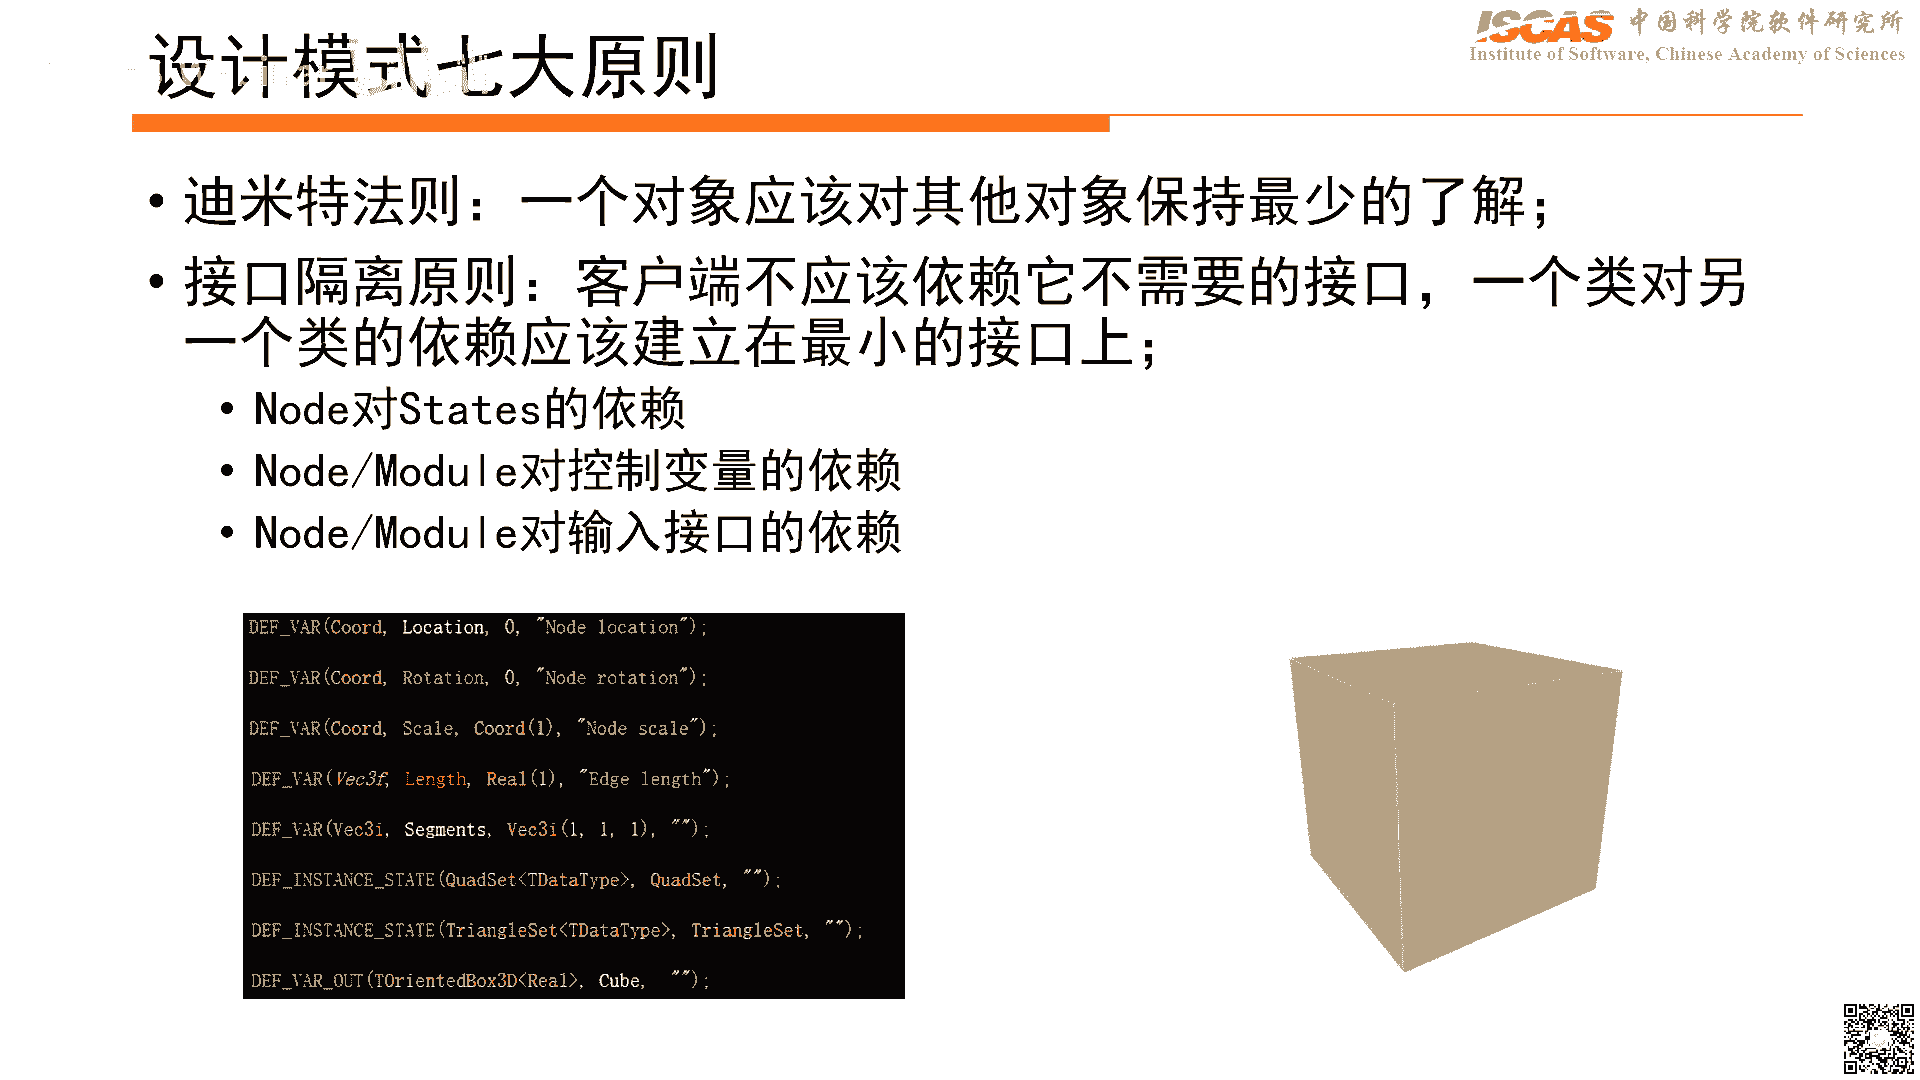 ISCAS 中国科学院软件研究所
Institute of Software, Chinese Academy of Sciences
设计模式七大原则
• 迪米特法则：一个对象应该对其他对象保持最少的了解；
• 接口隔离原则：客户端不应该依赖它不需要的接口，一个类对另
一个类的依赖应该建立在最小的接口上；
• Node对States的依赖
• Node/Module对控制变量的依赖
• Node/Module对输入接口的依赖
DEF_VAR(Coord, Location, 0, "Node location");
DEF_VAR(Coord, Rotation, 0, "Node rotation");
DEF_VAR(Coord, Scale, Coord(1), "Node scale");
DEF_VAR(Vec3f, Length, Real(1), "Edge length");
DEF_VAR(Vec3i, Segments, Vec3i(1, 1, 1), "");
DEF_INSTANCE_STATE(QuadSet<TDataType>, QuadSet, "");
DEF_INSTANCE_STATE(TriangleSet<TDataType>, TriangleSet, "");
DEF_VAR_OUT(TOrientedBox3D<Real>, Cube, "");